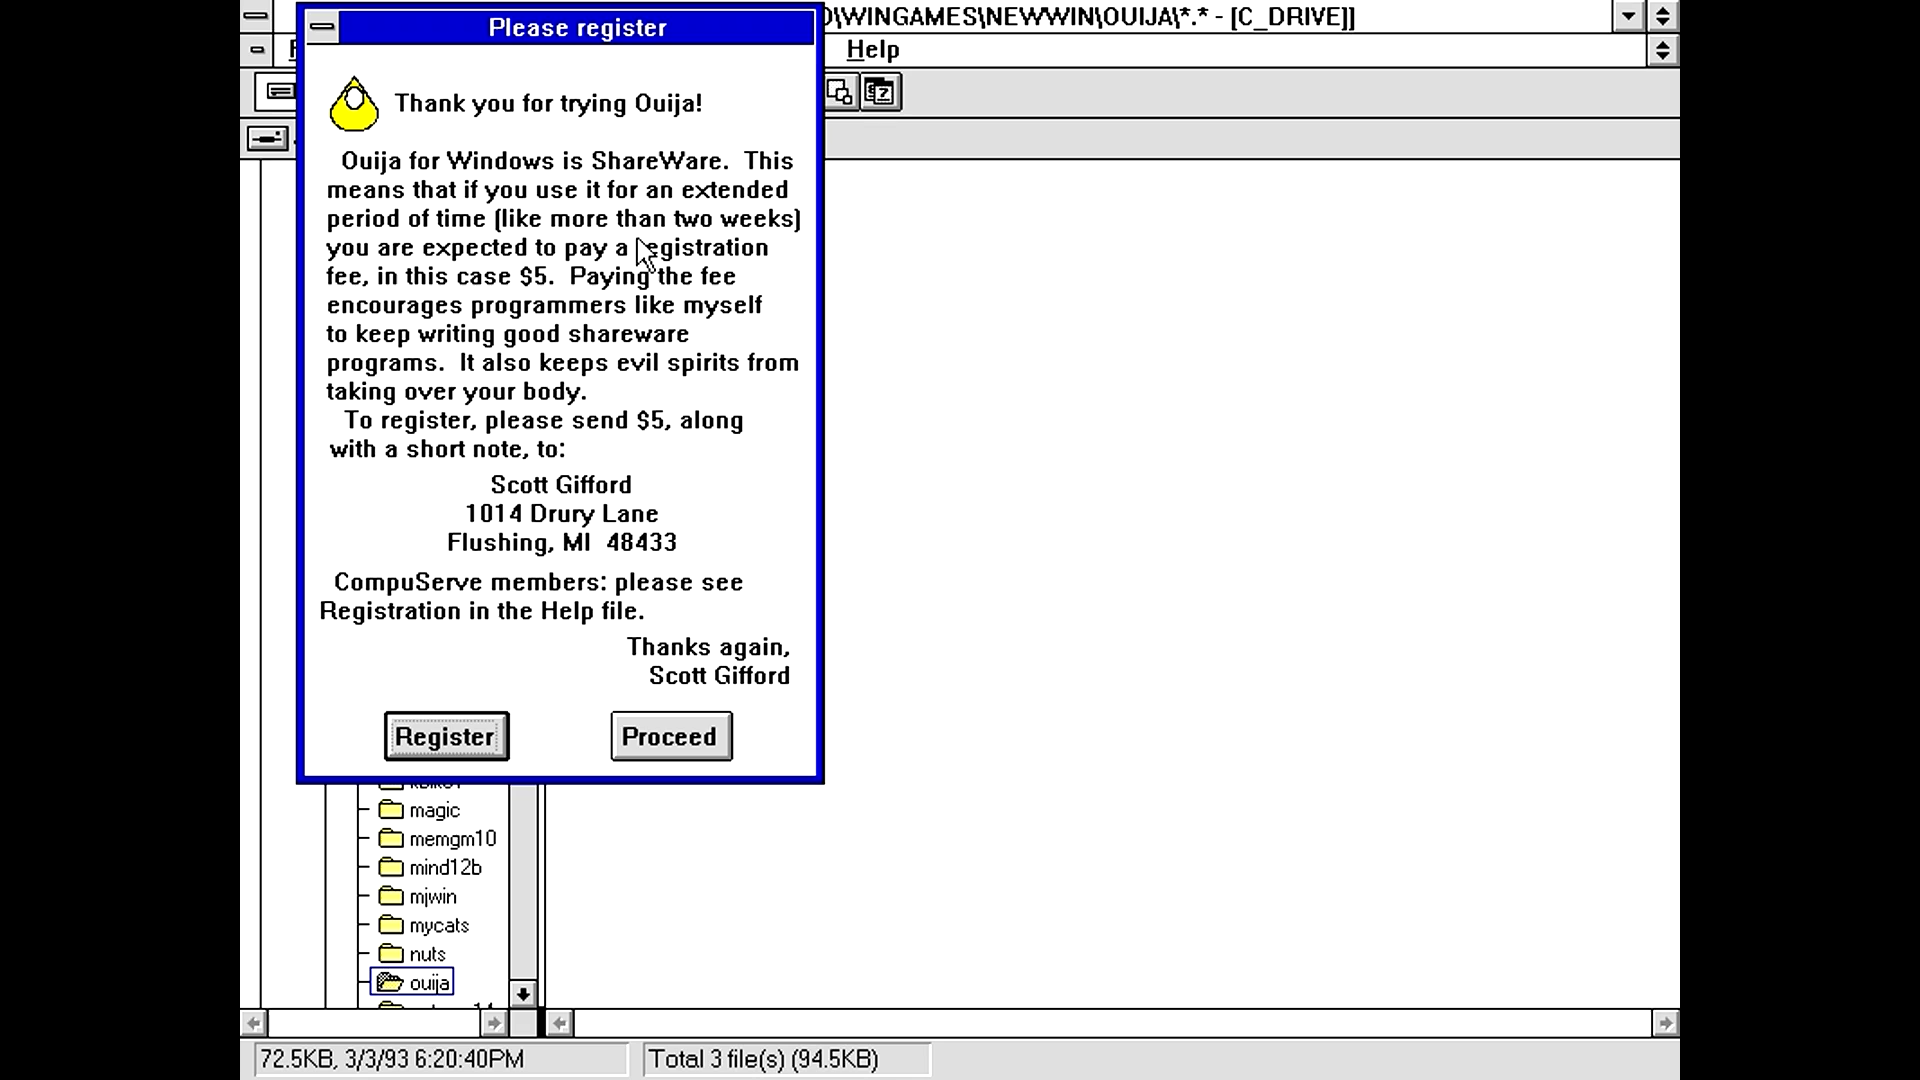 Please register
D\WINGAMES\NEWWIN\OUIJA\*.* - [C_DRIVE]]
Help
Thank you for trying Ouija!
Ouija for Windows is ShareWare.  This
means that if you use it for an extended
period of time (like more than two weeks)
you are expected to pay a registration
fee, in this case $5.  Paying the fee
encourages programmers like myself
to keep writing good shareware
programs.  It also keeps evil spirits from
taking over your body.
To register, please send $5, along
with a short note, to:
Scott Gifford
1014 Drury Lane
Flushing, MI  48433
CompuServe members: please see
Registration in the Help file.
Thanks again,
Scott Gifford
Register
Proceed
magic
memgm10
mind12b
mjwin
mycats
nuts
ouija
72.5KB, 3/3/93 6:20:40PM
Total 3 file(s) (94.5KB)